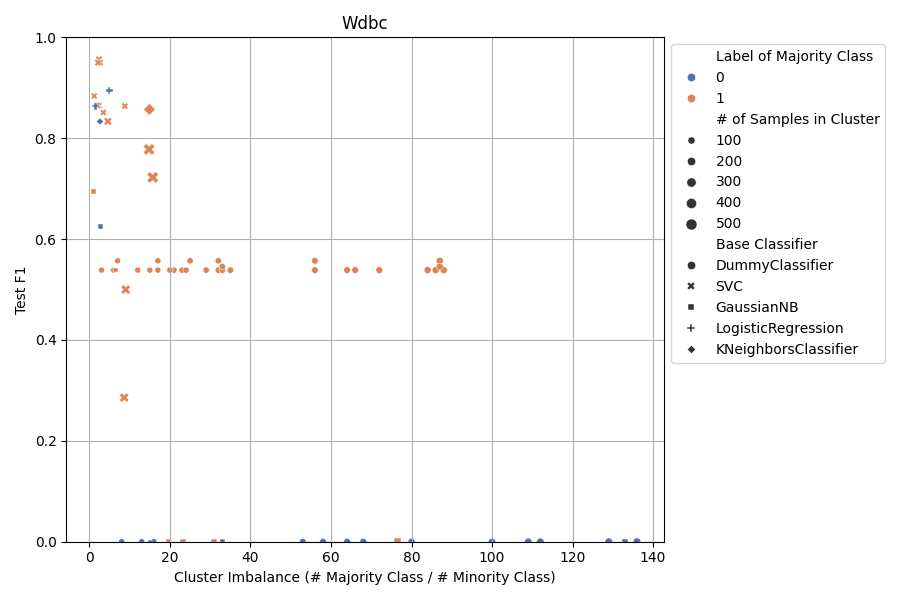 Wdbc
1.0
0.8
0.6
0.4
0.2
0.0
Test F1
0 20 40 60 80 100 120 140
Cluster Imbalance (# Majority Class / # Minority Class)
Label of Majority Class
0
1
# of Samples in Cluster
100
200
300
400
500
Base Classifier
DummyClassifier
SVC
GaussianNB
LogisticRegression
KNeighborsClassifier